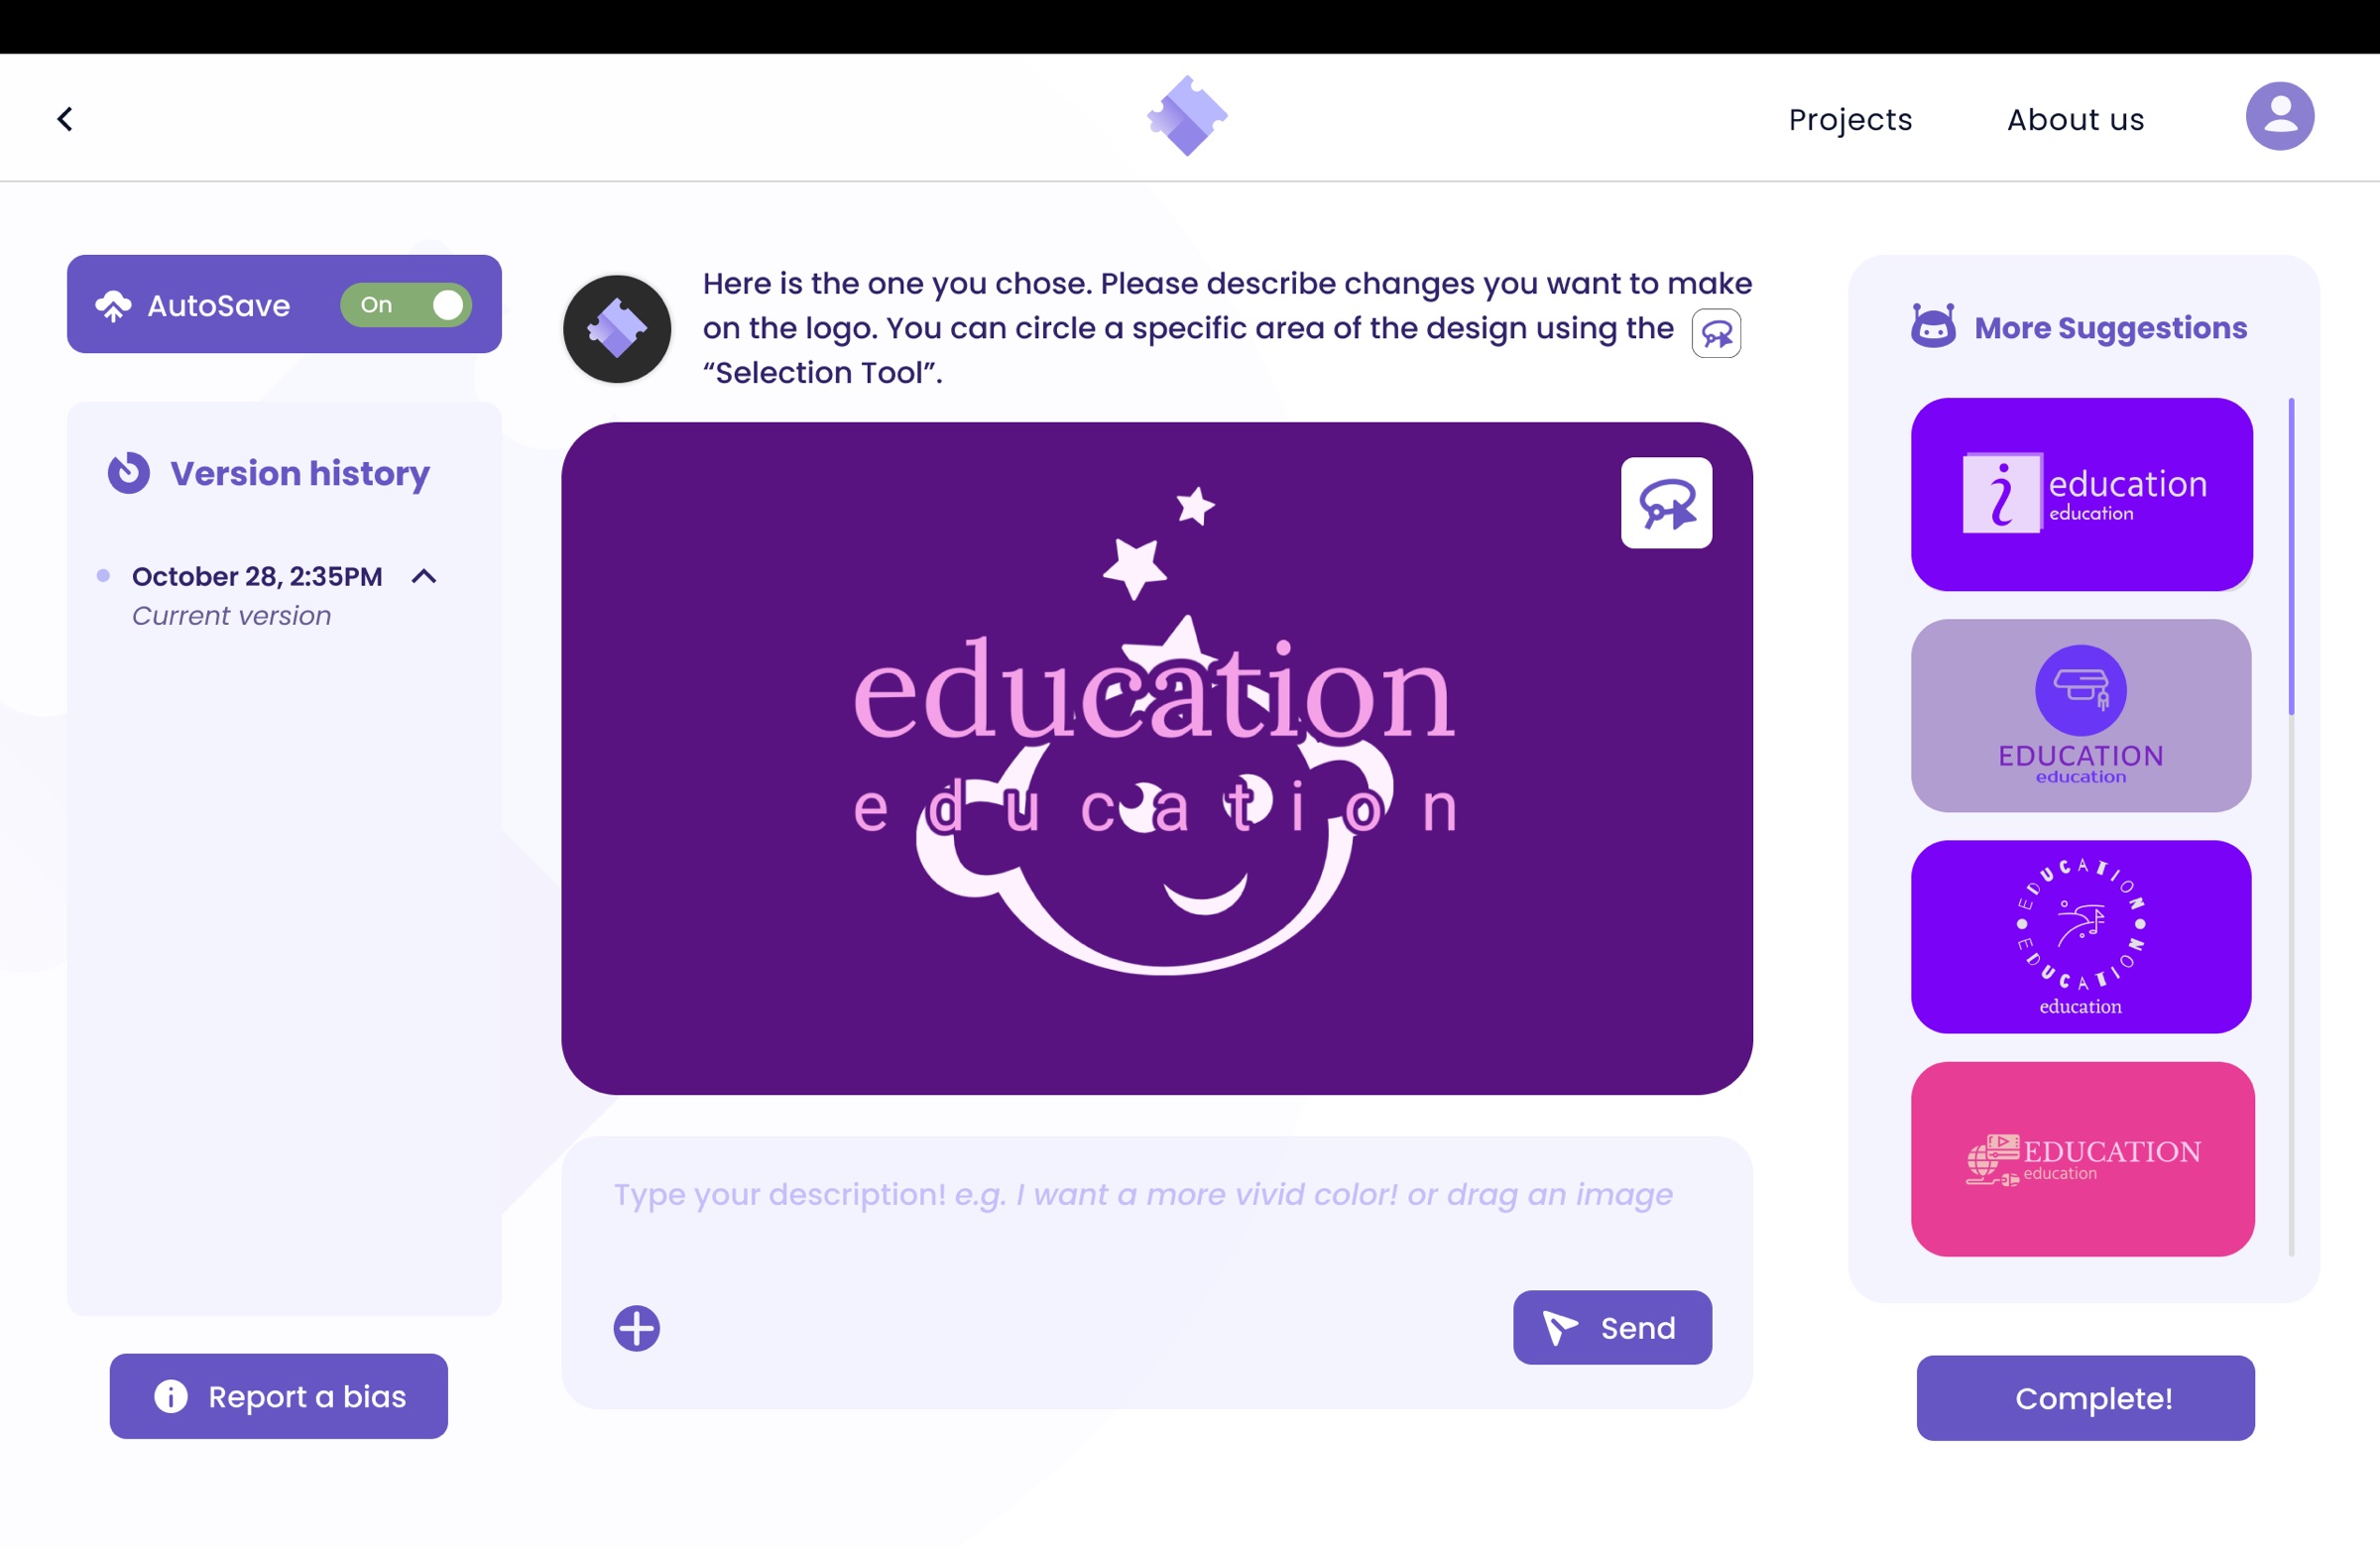 Projects
About us
AutoSave
On
Version history
October 28, 2:35PM
Current version
Report a bias
Here is the one you chose. Please describe changes you want to make
on the logo. You can circle a specific area of the design using the
“Selection Tool”.
education
education
Type your description! e.g. I want a more vivid color! or drag an image
Send
More Suggestions
i
education
education
EDUCATION
education
EDUCATION
EDUCATION
education
EDUCATION
education
Complete!